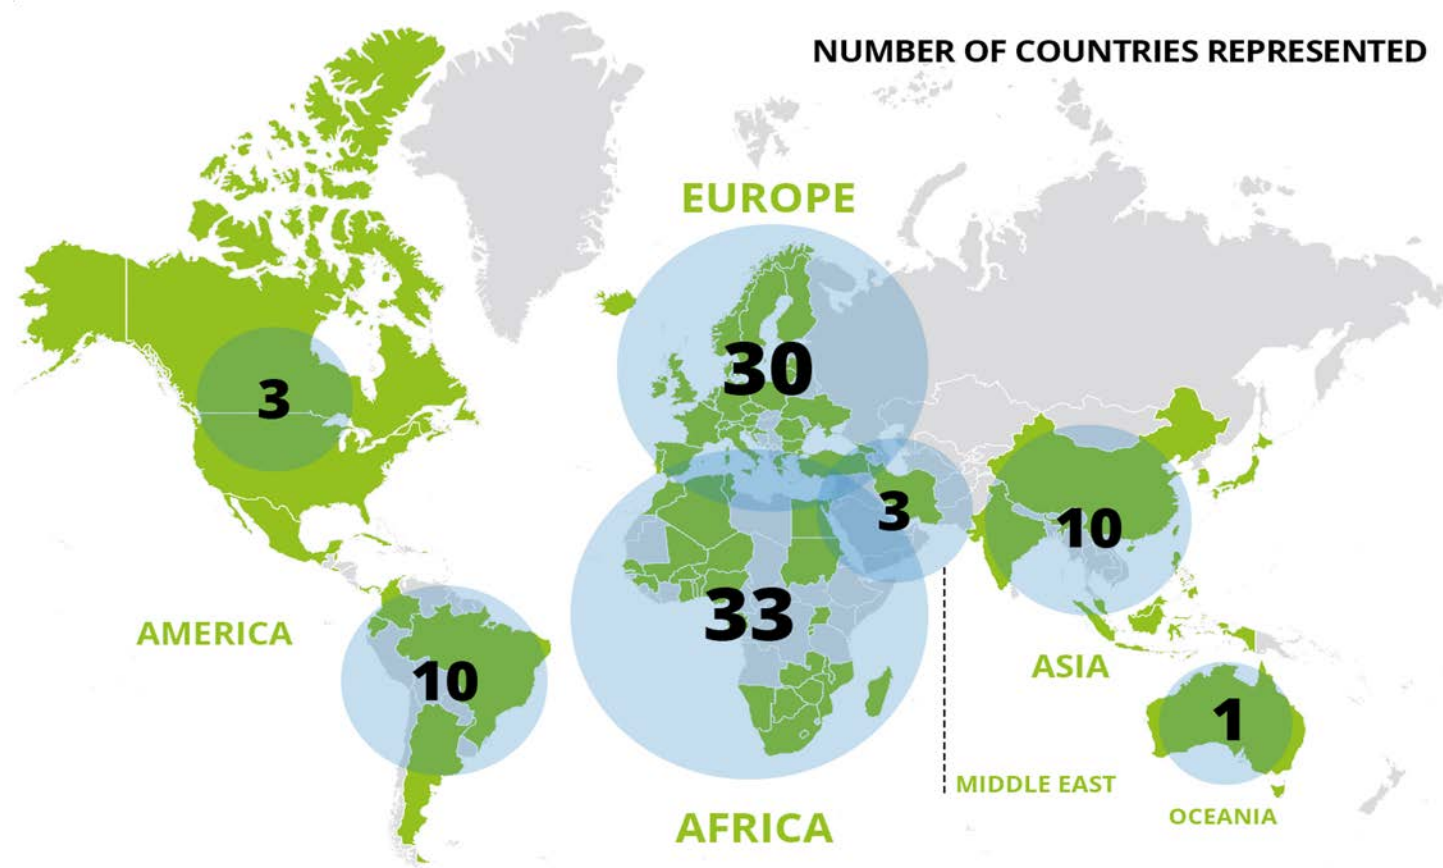 NUMBER OF COUNTRIES REPRESENTED
EUROPE
30
3
3
10
33
AMERICA
10
ASIA
1
MIDDLE EAST
OCEANIA
AFRICA